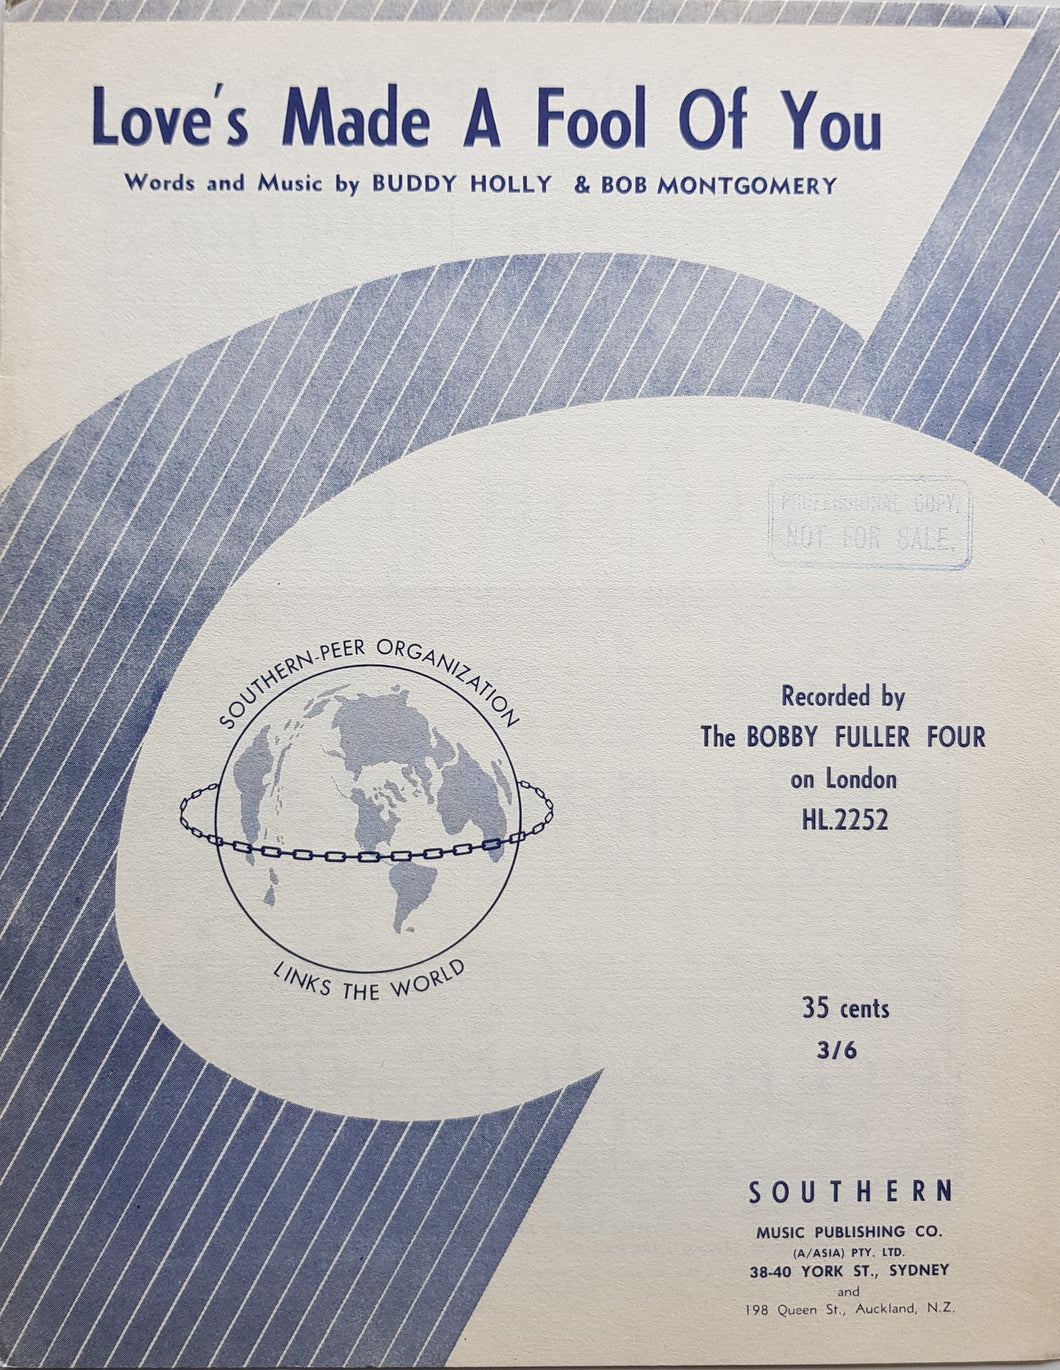 Love's Made A Fool Of You
Words and Music by BUDDY HOLLY & BOB MONTGOMERY
PROFESSIONAL COPY,
NOT FOR SALE.
SOUTHERN-PEER ORGANIZATION
LINKS THE WORLD
Recorded by
The BOBBY FULLER FOUR
on London
HL.2252
35 cents
3/6
SOUTHERN
MUSIC PUBLISHING CO.
(A/ASIA) PTY. LTD.
38-40 YORK ST., SYDNEY
and
198 Queen St., Auckland, N.Z.